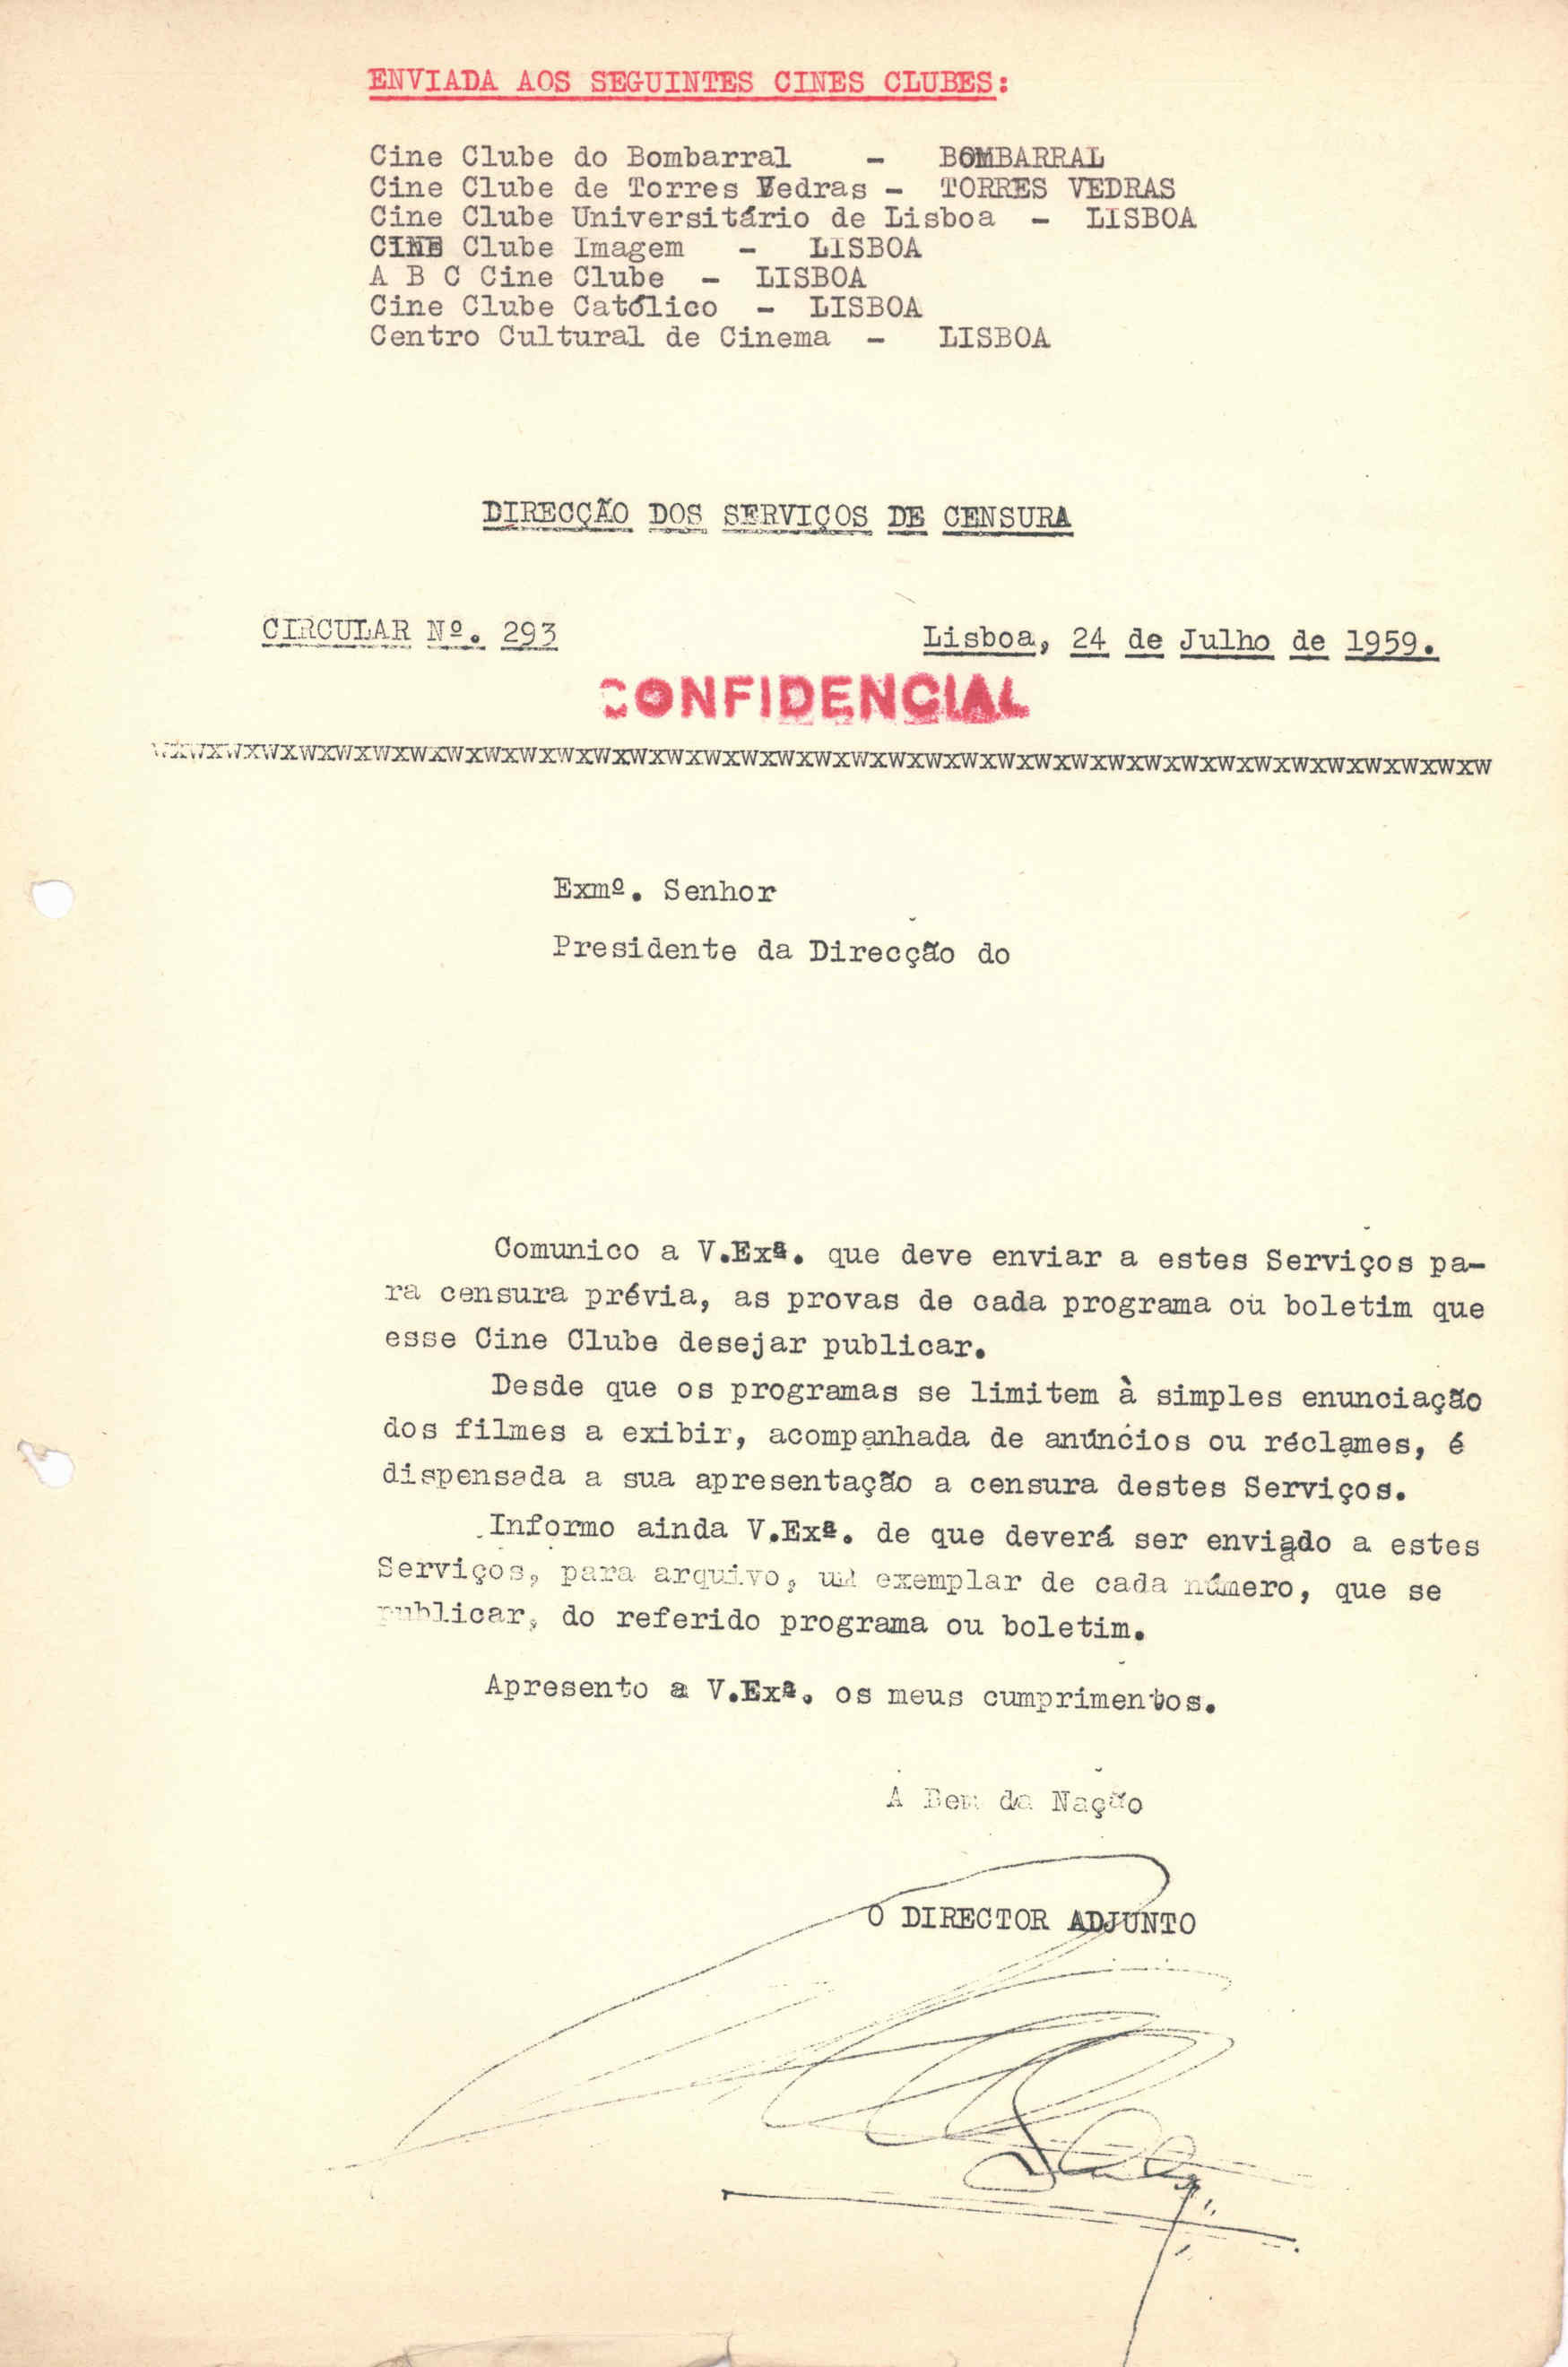 ENVIADA AOS SEGUINTES CINES CLUBES:
Cine Clube do Bombarral - BOMBARRAL
Cine Clube de Torres Vedras - TORRES VEDRAS
Cine Clube Universitário de Lisboa - LISBOA
CINE Clube Imagem - LISBOA
A B C Cine Clube - LISBOA
Cine Clube Católico - LISBOA
Centro Cultural de Cinema - LISBOA
DIRECÇÃO DOS SERVIÇOS DE CENSURA
CIRCULAR Nº. 293 Lisboa, 24 de Julho de 1959.
CONFIDENCIAL
wxwxwxwxwxwxwxwxwxwxwxwxwxwxwxwxwxwxwxwxwxwxwxwxwxwxwxwxwxwxwxwxwxwxwxwxw
Exmº. Senhor
Presidente da Direcção do
Comunico a V.Exª. que deve enviar a estes Serviços pa-
ra censura prévia, as provas de cada programa ou boletim que
esse Cine Clube desejar publicar.
Desde que os programas se limitem à simples enunciação
dos filmes a exibir, acompanhada de anúncios ou réclames, é
dispensada a sua apresentação a censura destes Serviços.
Informo ainda V.Exª. de que deverá ser enviado a estes
Serviços, para arquivo, um exemplar de cada número, que se
publicar, do referido programa ou boletim.
Apresento a V.Exª. os meus cumprimentos.
A Bem da Nação
O DIRECTOR ADJUNTO